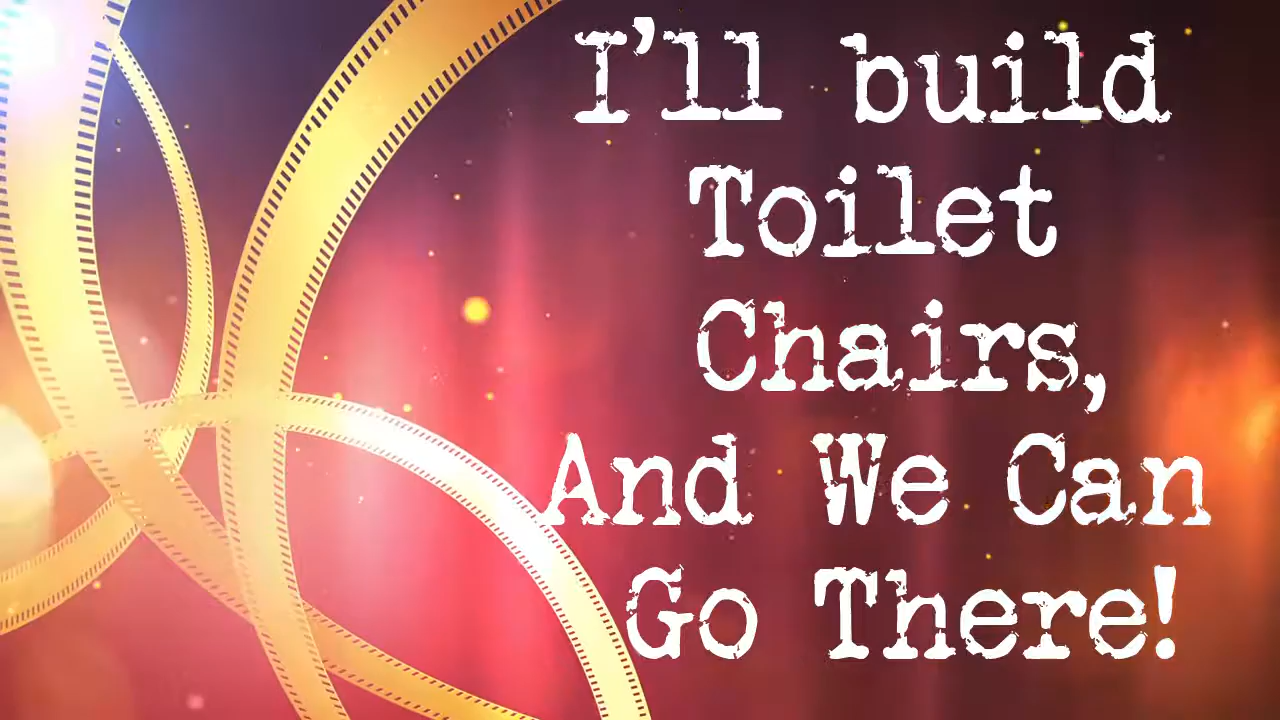 I'll build
Toilet
Chairs,
And We Can
Go There!